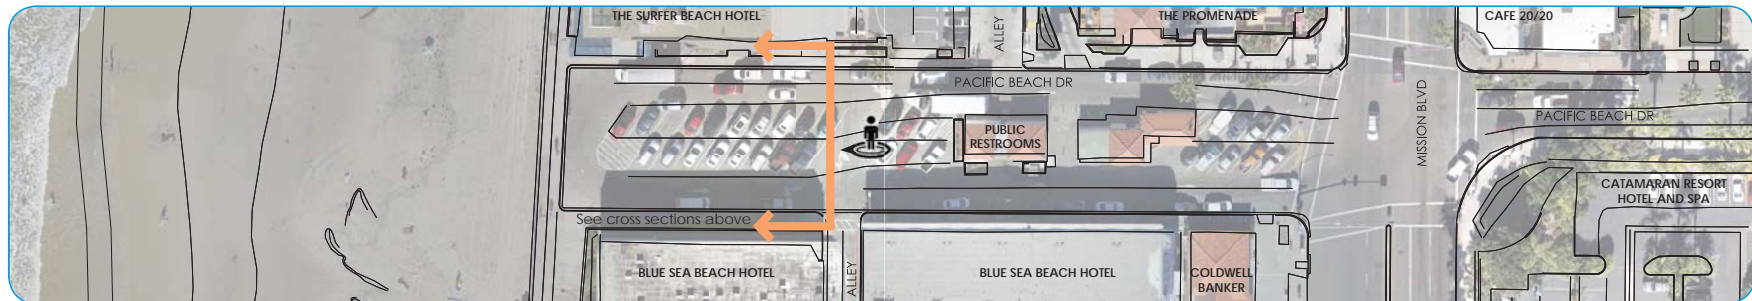 THE SURFER BEACH HOTEL
ALLEY
THE PROMENADE
CAFE 20/20
PACIFIC BEACH DR
MISSION BLVD
PACIFIC BEACH DR
PUBLIC
RESTROOMS
CATAMARAN RESORT
HOTEL AND SPA
See cross sections above
BLUE SEA BEACH HOTEL
ALLEY
BLUE SEA BEACH HOTEL
COLDWELL
BANKER